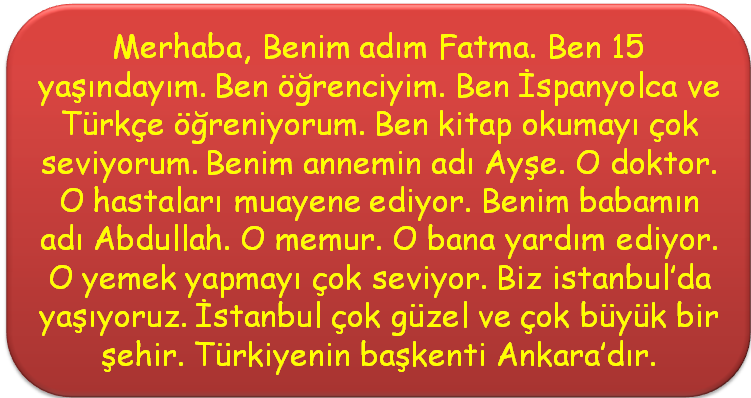 Merhaba, Benim adım Fatma. Ben 15
yaşındayım. Ben öğrenciyim. Ben İspanyolca ve
Türkçe öğreniyorum. Ben kitap okumayı çok
seviyorum. Benim annemin adı Ayşe. O doktor.
O hastaları muayene ediyor. Benim babamın
adı Abdullah. O memur. O bana yardım ediyor.
O yemek yapmayı çok seviyor. Biz istanbul’da
yaşıyoruz. İstanbul çok güzel ve çok büyük bir
şehir. Türkiyenin başkenti Ankara’dır.